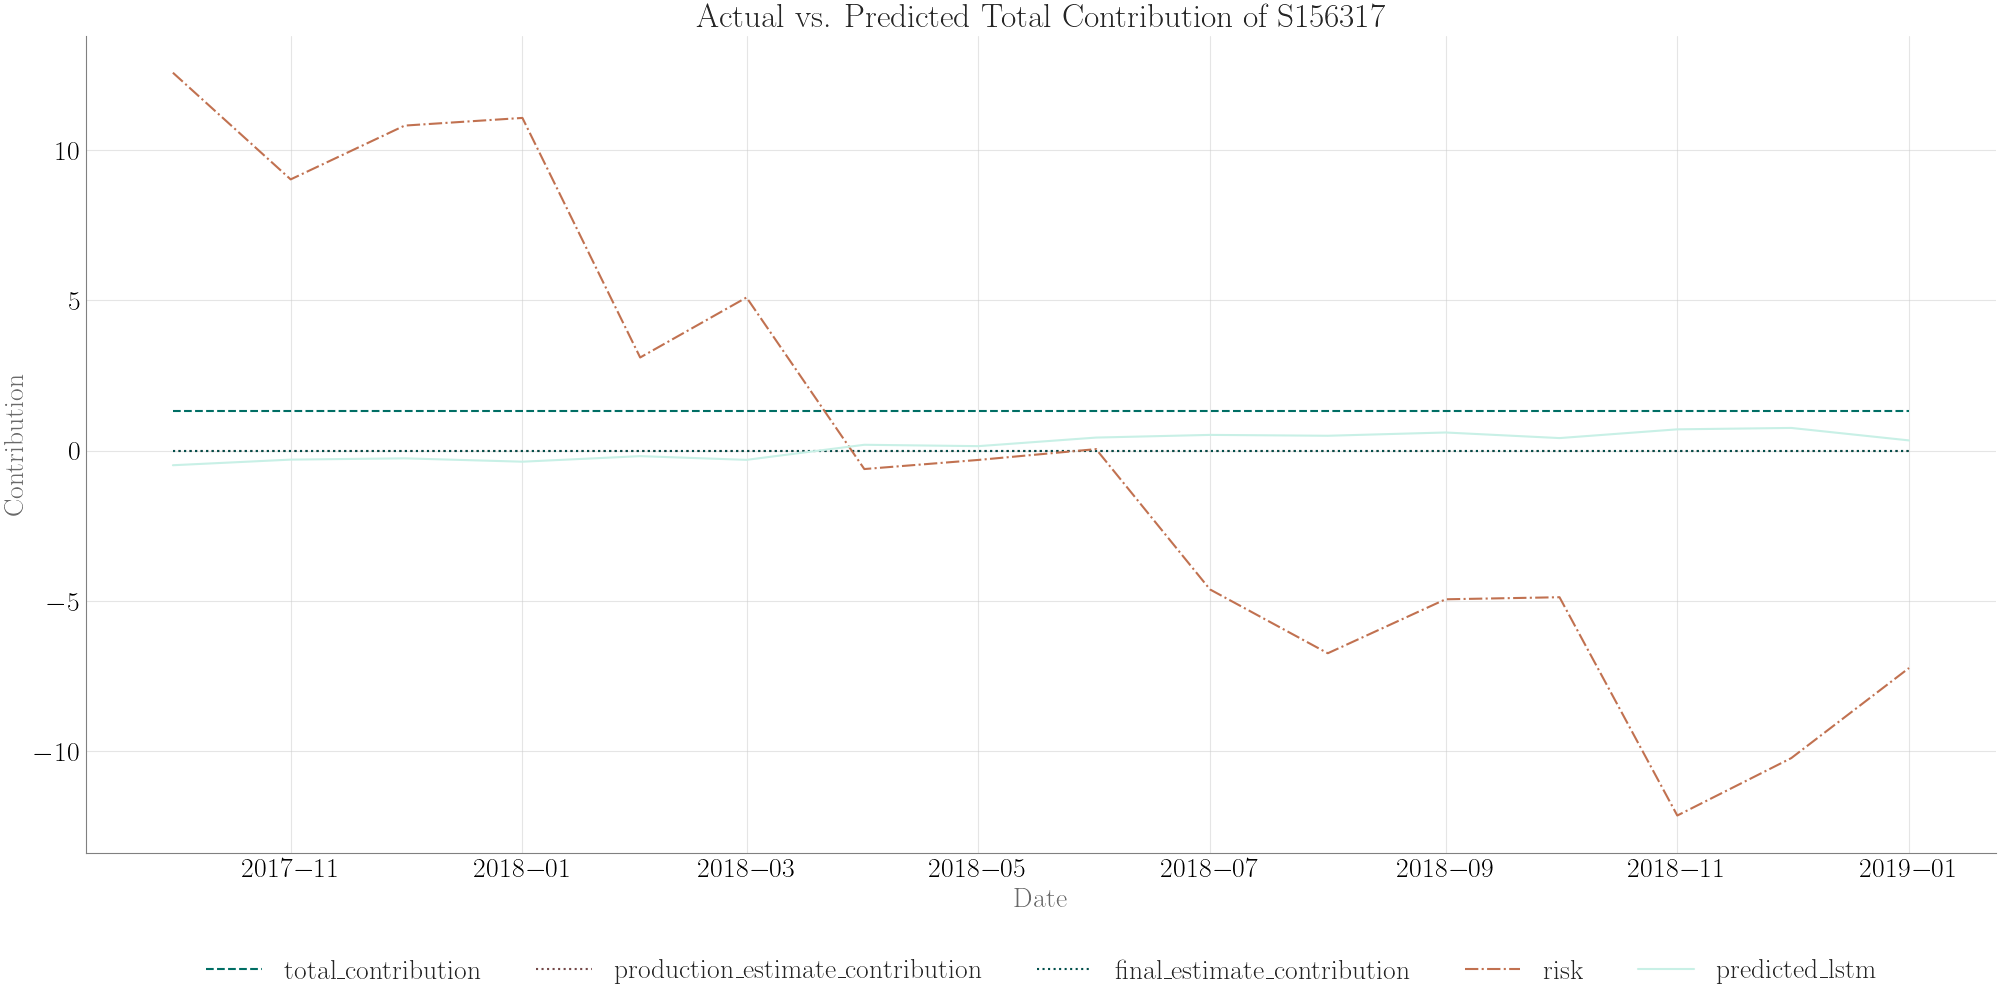 Actual vs. Predicted Total Contribution of S156317
Contribution
10
5
0
−5
−10
2017−11 2018−01 2018−03 2018−05 2018−07 2018−09 2018−11 2019−01
Date
total_contribution production_estimate_contribution final_estimate_contribution risk predicted_lstm